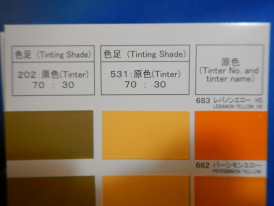 色足 (Tinting Shade)
202:原色(Tinter)
70 : 30
色足 (Tinting Shade)
531:原色(Tinter)
70 : 30
原色
(Tinter No. and
tinter name)
683 レバノンエロー HS
LEBANON YELLOW HS
662 パーシモンエロー
PERSIMMON YELLOW